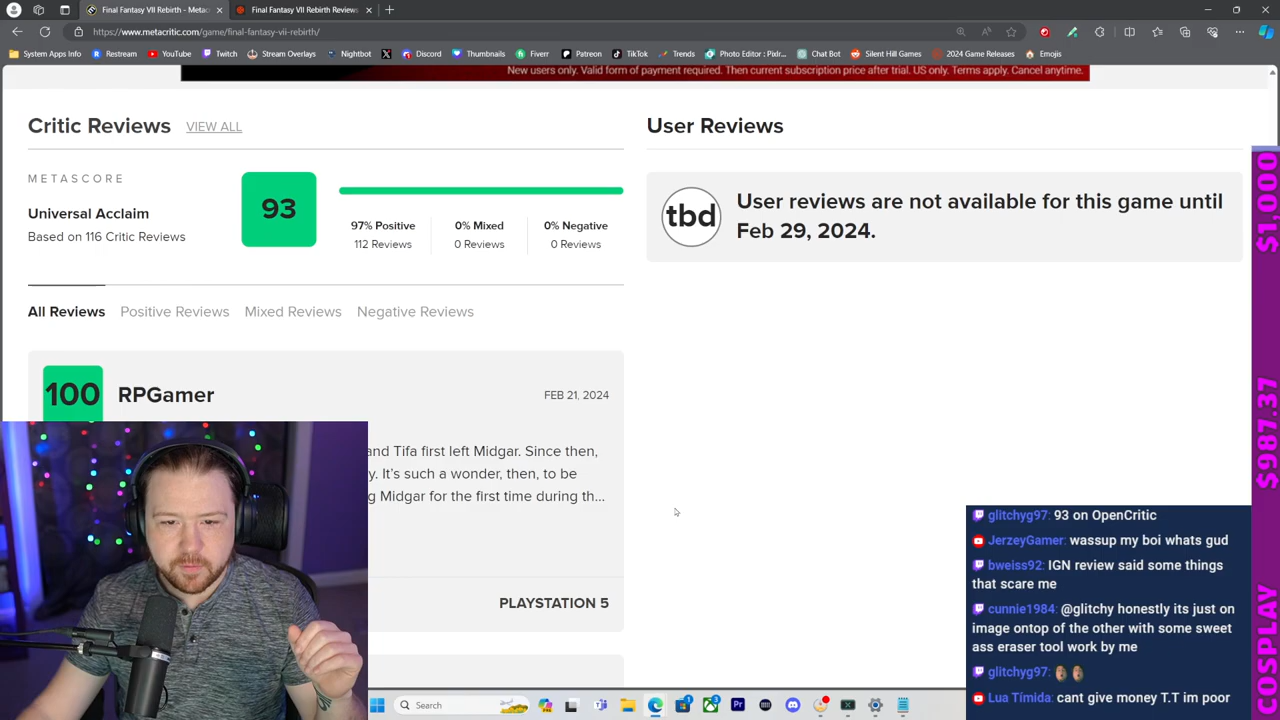 Final Fantasy VII Rebirth - Metac
Final Fantasy VII Rebirth Reviews
https://www.metacritic.com/game/final-fantasy-vii-rebirth/
System Apps Info
Restream
YouTube
Twitch
Stream Overlays
Nightbot
X
Discord
Thumbnails
Fiverr
Patreon
TikTok
Trends
Photo Editor : Pixlr...
Chat Bot
Silent Hill Games
2024 Game Releases
Emojis
New users only. Valid form of payment required. Then current subscription price after trial. US only. Terms apply. Cancel anytime.
Critic Reviews VIEW ALL
METASCORE
Universal Acclaim
Based on 116 Critic Reviews
93
97% Positive
112 Reviews
0% Mixed
0 Reviews
0% Negative
0 Reviews
All Reviews Positive Reviews Mixed Reviews Negative Reviews
100 RPGamer FEB 21, 2024
and Tifa first left Midgar. Since then,
y. It's such a wonder, then, to be
g Midgar for the first time during th...
PLAYSTATION 5
User Reviews
tbd
User reviews are not available for this game until
Feb 29, 2024.
glitchyg97: 93 on OpenCritic
JerzeyGamer: wassup my boi whats gud
bweiss92: IGN review said some things
that scare me
cunnie1984: @glitchy honestly its just on
image ontop of the other with some sweet
ass eraser tool work by me
glitchyg97:
Lua Tímida: cant give money T.T im poor
$1,000
$987.37
COSPLAY
Search